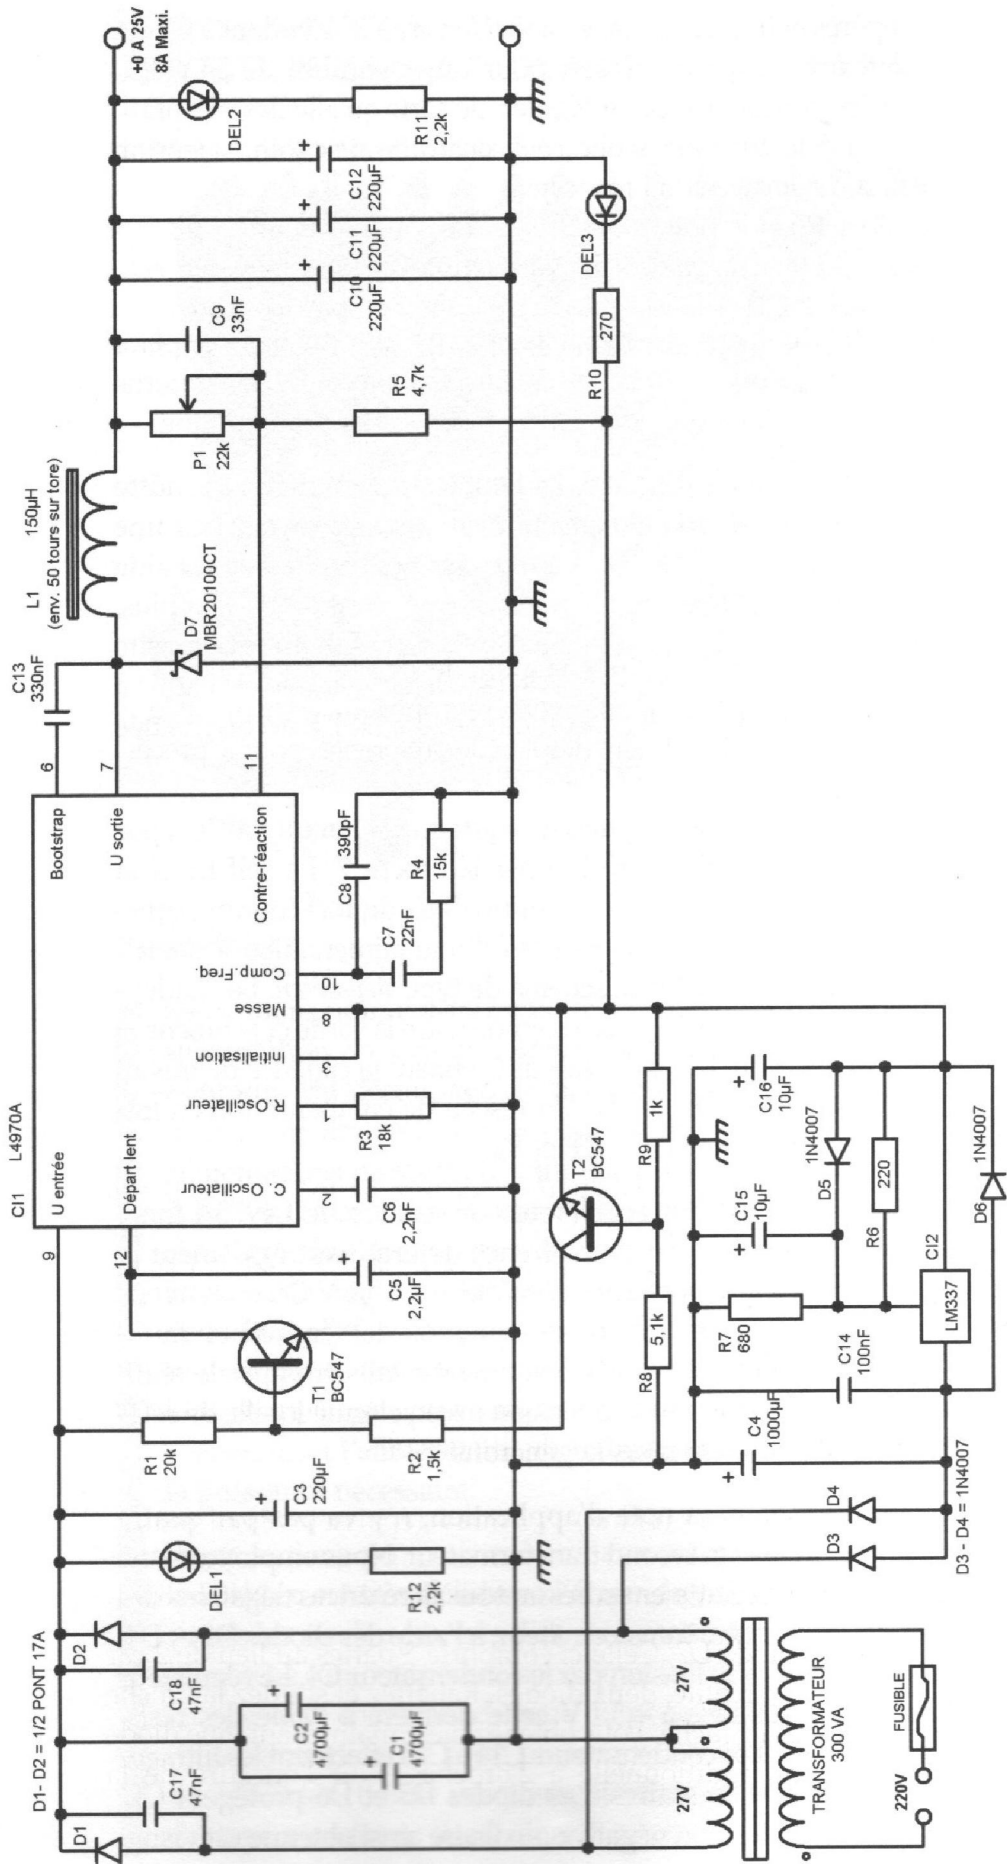 +0 A 25V
8A Maxi.
DEL2
R11
2,2k
C12
220µF
C11
220µF
C10
220µF
DEL3
270
R10
C9
33nF
P1
22k
R5
4,7k
L1
150µH
(env. 50 tours sur tore)
D7
MBR20100CT
C13
330nF
6
7
11
Bootstrap
U sortie
Contre-réaction
CI1
L4970A
U entrée
Départ lent
9
12
C. Oscillateur
R.Oscillateur
Initialisation
Masse
Comp.Freq.
2
1
3
8
10
C8
390pF
R4
15k
C7
22nF
R3
18k
C6
2,2nF
C5
2,2µF
T1
BC547
T2
BC547
R1
20k
R2
1,5k
C3
220µF
DEL1
R12
2,2k
R9
1k
R8
5,1k
C16
10µF
1N4007
D5
C15
10µF
R6
220
R7
680
C14
100nF
C4
1000µF
CI2
LM337
D6
1N4007
D4
D3
D3 - D4 = 1N4007
D1- D2 = 1/2 PONT 17A
D2
C18
47nF
D1
C17
47nF
C2
4700µF
C1
4700µF
27V
27V
TRANSFORMATEUR
300 VA
220V
FUSIBLE